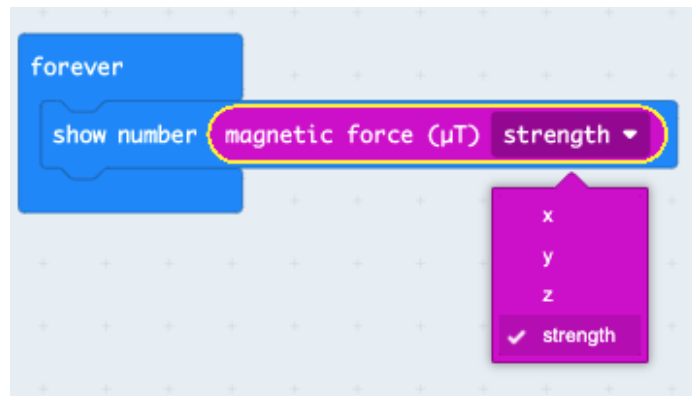 forever
show number magnetic force (µT) strength
x
y
z
strength